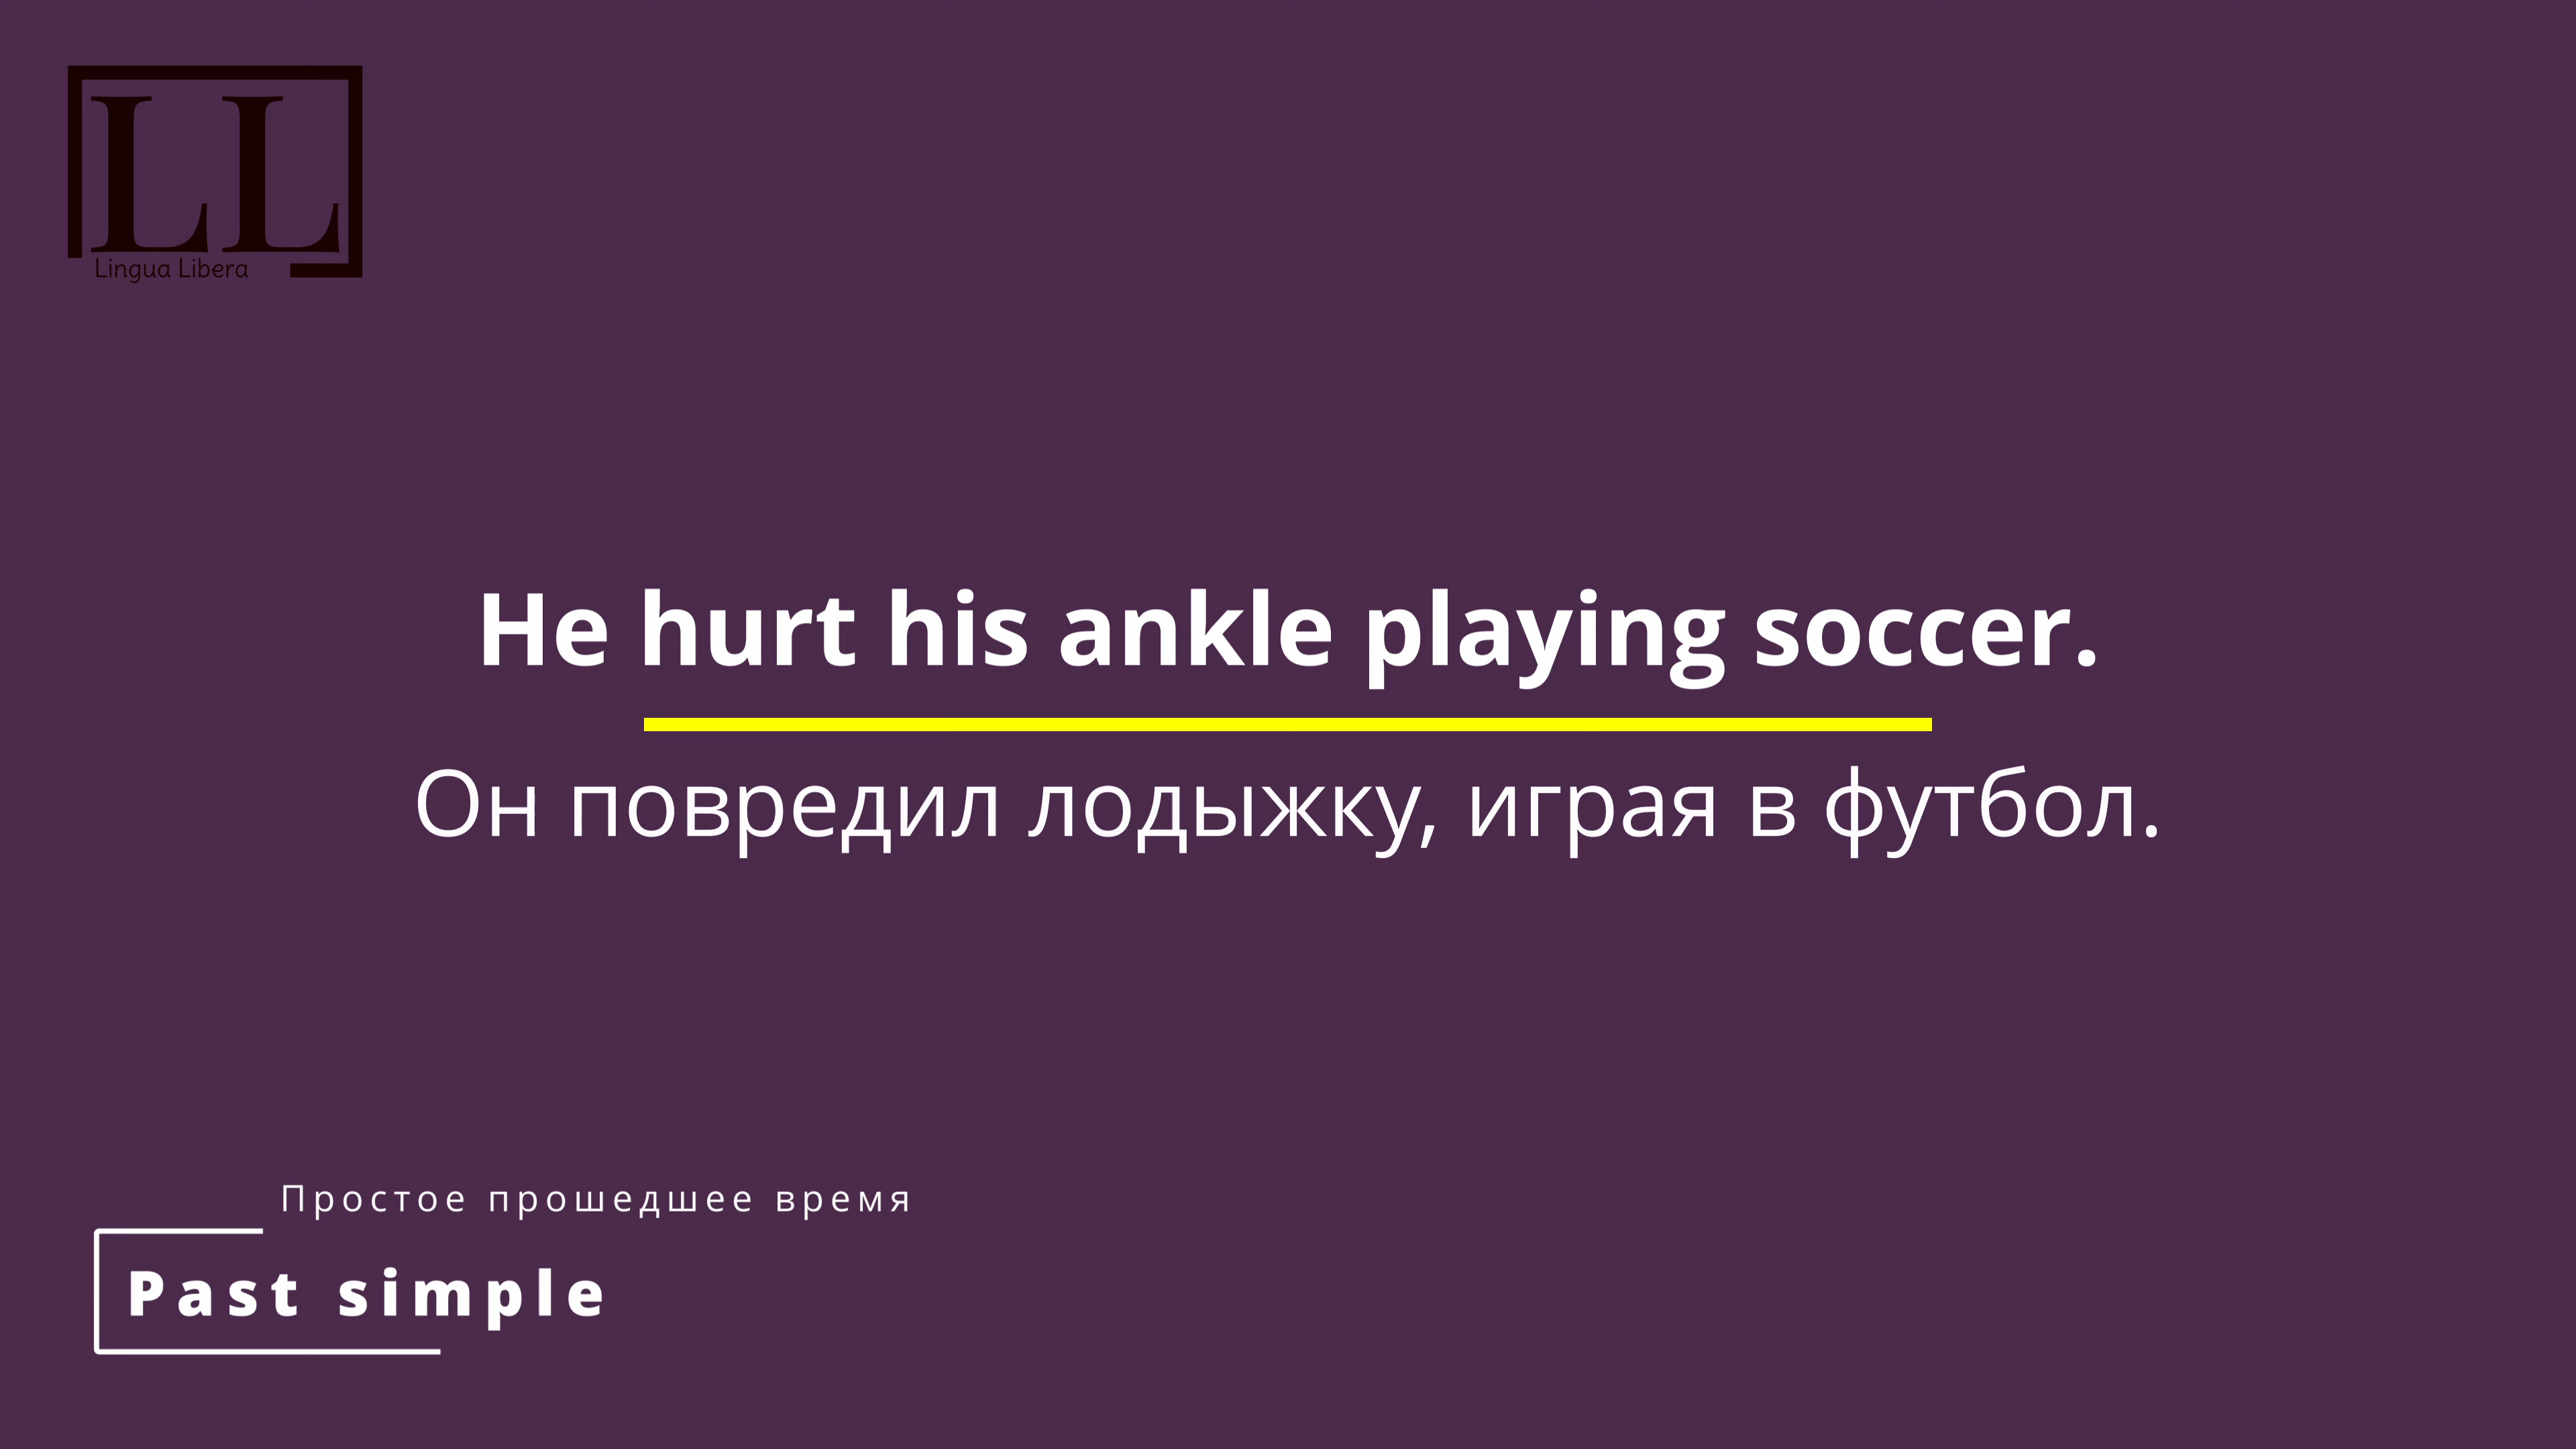 LL
Lingua Libera
He hurt his ankle playing soccer.
Он повредил лодыжку, играя в футбол.
Простое прошедшее время
Past simple